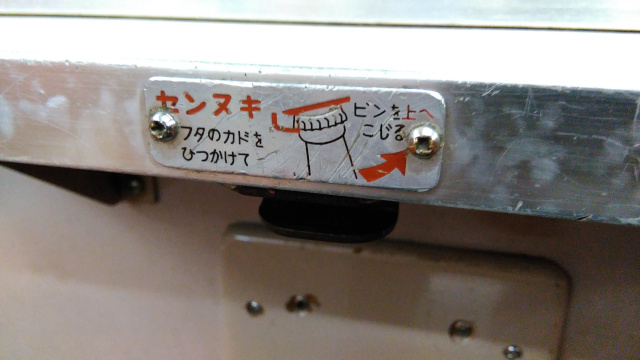 センヌキ
フタのカドを
ひつかけて
ビンを上へ
こじる